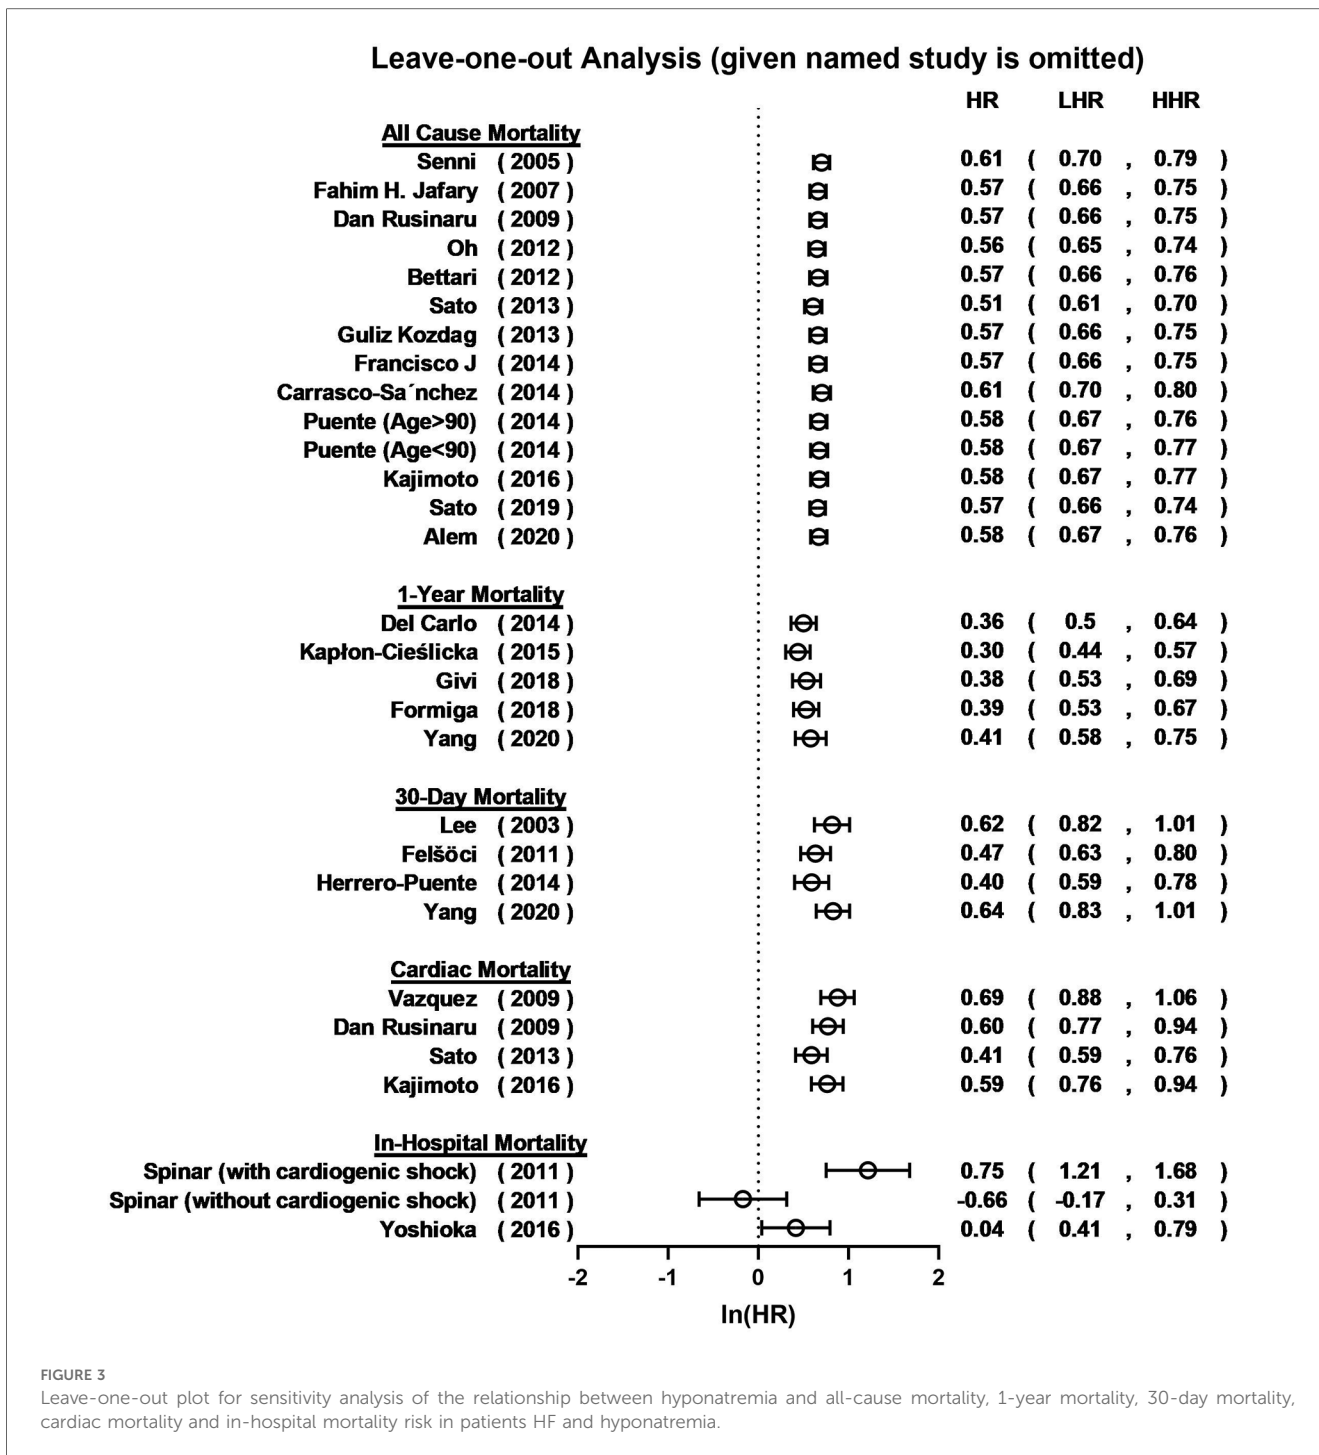 Leave-one-out Analysis (given named study is omitted)
HR LHR HHR
All Cause Mortality
Senni ( 2005 ) 0.61 ( 0.70 , 0.79 )
Fahim H. Jafary ( 2007 ) 0.57 ( 0.66 , 0.75 )
Dan Rusinaru ( 2009 ) 0.57 ( 0.66 , 0.75 )
Oh ( 2012 ) 0.56 ( 0.65 , 0.74 )
Bettari ( 2012 ) 0.57 ( 0.66 , 0.76 )
Sato ( 2013 ) 0.51 ( 0.61 , 0.70 )
Guliz Kozdag ( 2013 ) 0.57 ( 0.66 , 0.75 )
Francisco J ( 2014 ) 0.57 ( 0.66 , 0.75 )
Carrasco-Sa´nchez ( 2014 ) 0.61 ( 0.70 , 0.80 )
Puente (Age>90) ( 2014 ) 0.58 ( 0.67 , 0.76 )
Puente (Age<90) ( 2014 ) 0.58 ( 0.67 , 0.77 )
Kajimoto ( 2016 ) 0.58 ( 0.67 , 0.77 )
Sato ( 2019 ) 0.57 ( 0.66 , 0.74 )
Alem ( 2020 ) 0.58 ( 0.67 , 0.76 )
1-Year Mortality
Del Carlo ( 2014 ) 0.36 ( 0.5 , 0.64 )
Kapłon-Cieślicka ( 2015 ) 0.30 ( 0.44 , 0.57 )
Givi ( 2018 ) 0.38 ( 0.53 , 0.69 )
Formiga ( 2018 ) 0.39 ( 0.53 , 0.67 )
Yang ( 2020 ) 0.41 ( 0.58 , 0.75 )
30-Day Mortality
Lee ( 2003 ) 0.62 ( 0.82 , 1.01 )
Felšöci ( 2011 ) 0.47 ( 0.63 , 0.80 )
Herrero-Puente ( 2014 ) 0.40 ( 0.59 , 0.78 )
Yang ( 2020 ) 0.64 ( 0.83 , 1.01 )
Cardiac Mortality
Vazquez ( 2009 ) 0.69 ( 0.88 , 1.06 )
Dan Rusinaru ( 2009 ) 0.60 ( 0.77 , 0.94 )
Sato ( 2013 ) 0.41 ( 0.59 , 0.76 )
Kajimoto ( 2016 ) 0.59 ( 0.76 , 0.94 )
In-Hospital Mortality
Spinar (with cardiogenic shock) ( 2011 ) 0.75 ( 1.21 , 1.68 )
Spinar (without cardiogenic shock) ( 2011 ) -0.66 ( -0.17 , 0.31 )
Yoshioka ( 2016 ) 0.04 ( 0.41 , 0.79 )
-2 -1 0 1 2
ln(HR)
FIGURE 3
Leave-one-out plot for sensitivity analysis of the relationship between hyponatremia and all-cause mortality, 1-year mortality, 30-day mortality,
cardiac mortality and in-hospital mortality risk in patients HF and hyponatremia.